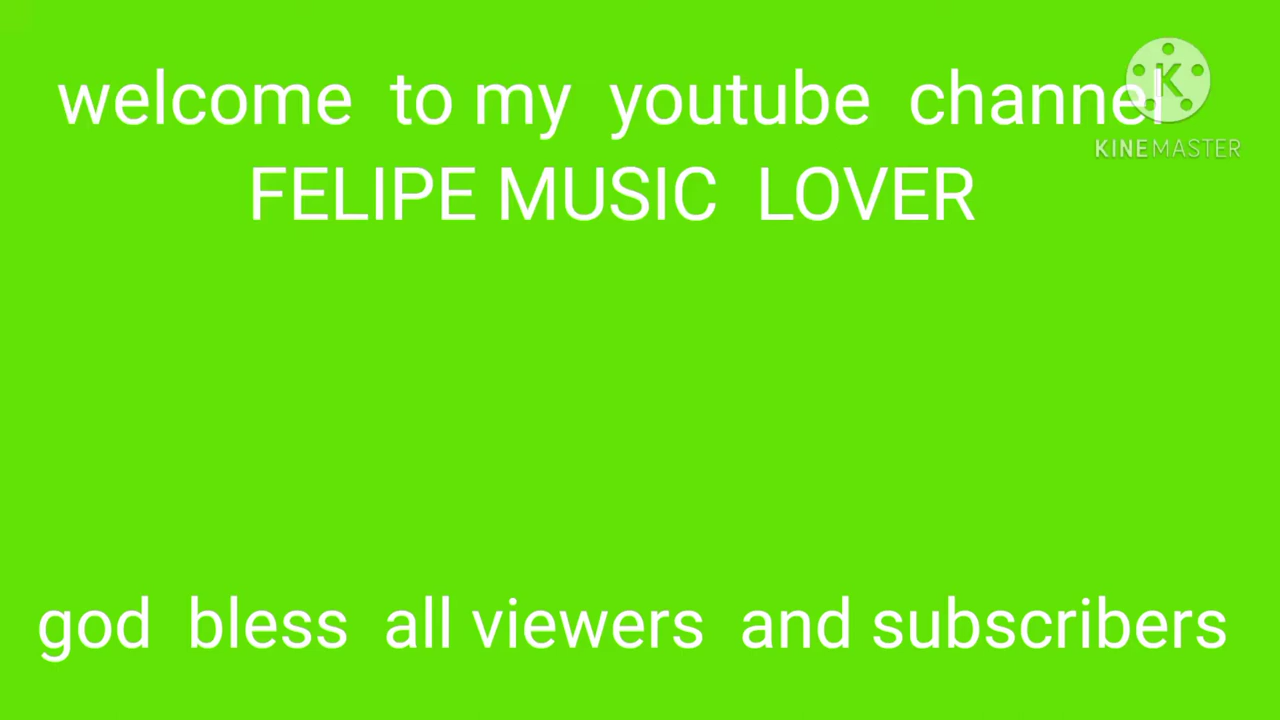 welcome to my youtube channel
K
KINEMASTER
FELIPE MUSIC LOVER
god bless all viewers and subscribers